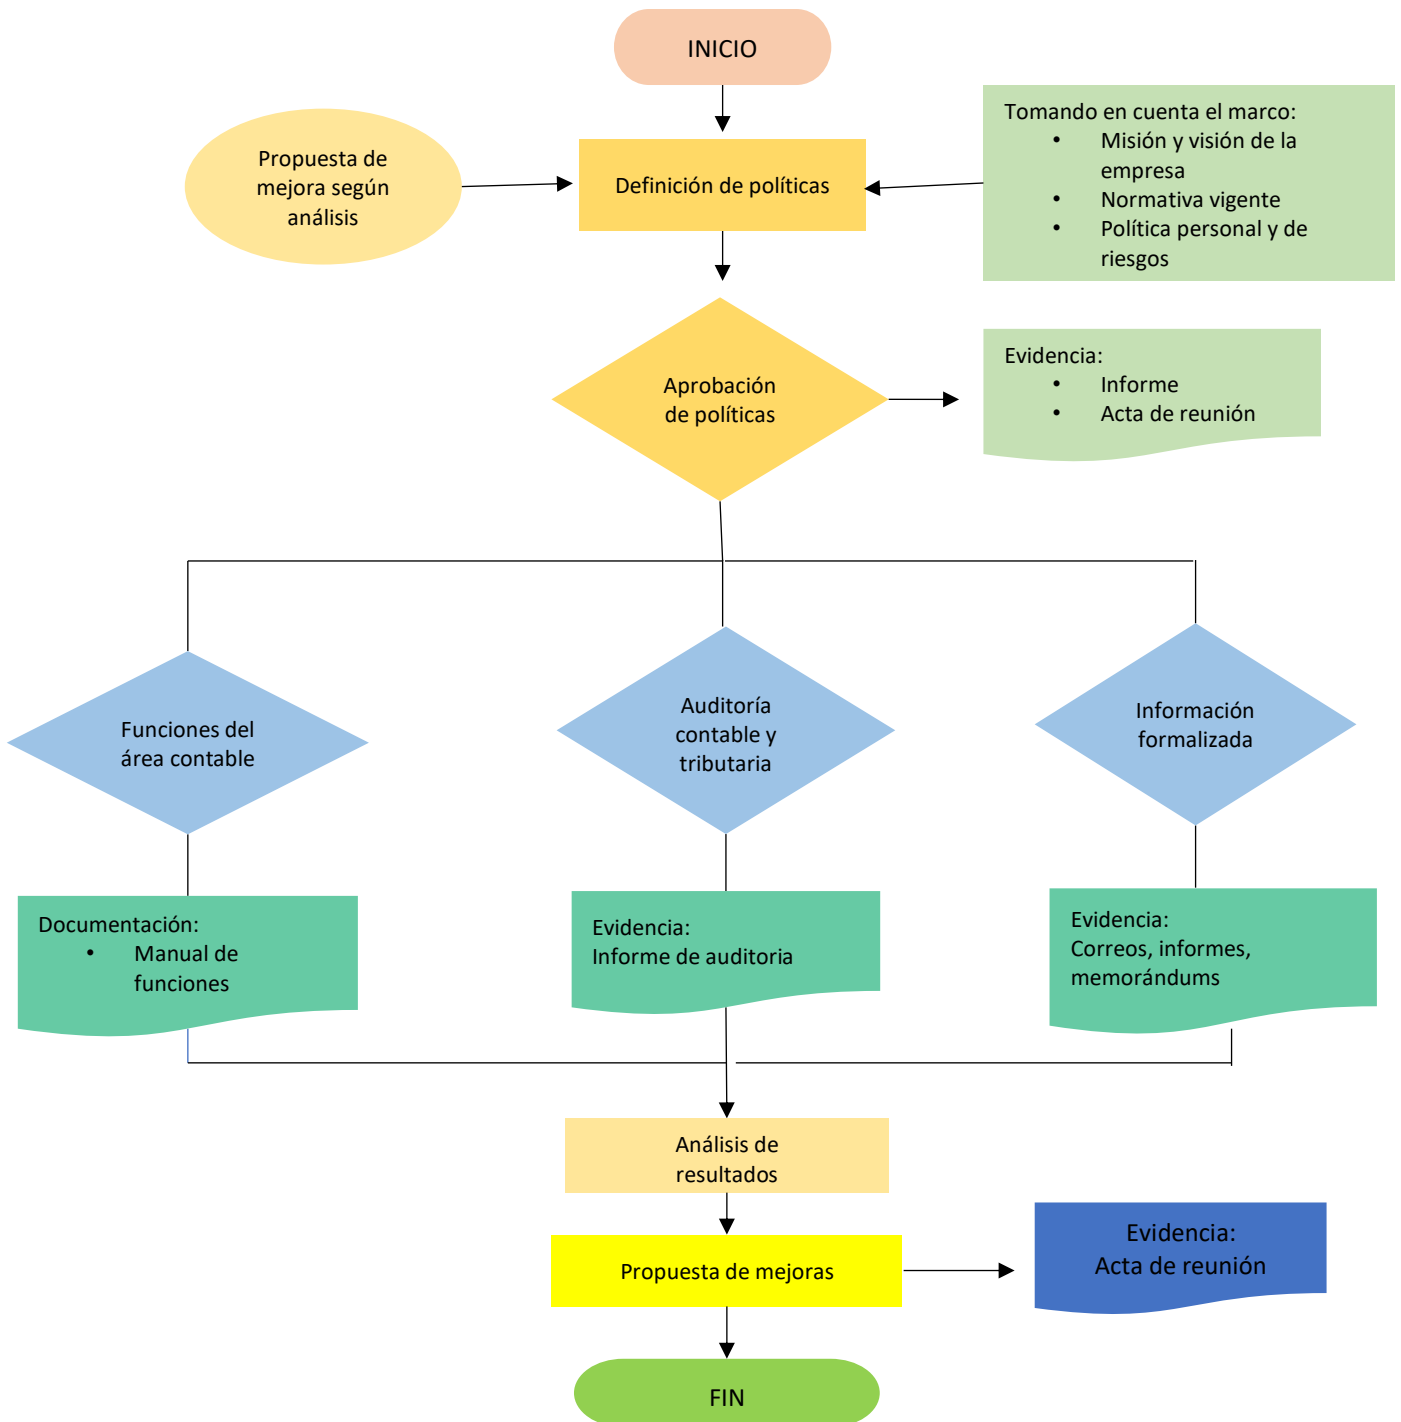 INICIO
Propuesta de
mejora según
análisis
Definición de políticas
Tomando en cuenta el marco:
• Misión y visión de la
empresa
• Normativa vigente
• Política personal y de
riesgos
Aprobación
de políticas
Evidencia:
• Informe
• Acta de reunión
Funciones del
área contable
Auditoría
contable y
tributaria
Información
formalizada
Documentación:
• Manual de
funciones
Evidencia:
Informe de auditoria
Evidencia:
Correos, informes,
memorándums
Análisis de
resultados
Propuesta de mejoras
Evidencia:
Acta de reunión
FIN